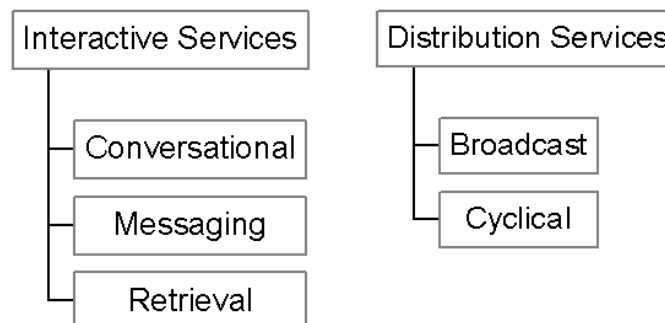 Interactive Services
Conversational
Messaging
Retrieval
Distribution Services
Broadcast
Cyclical